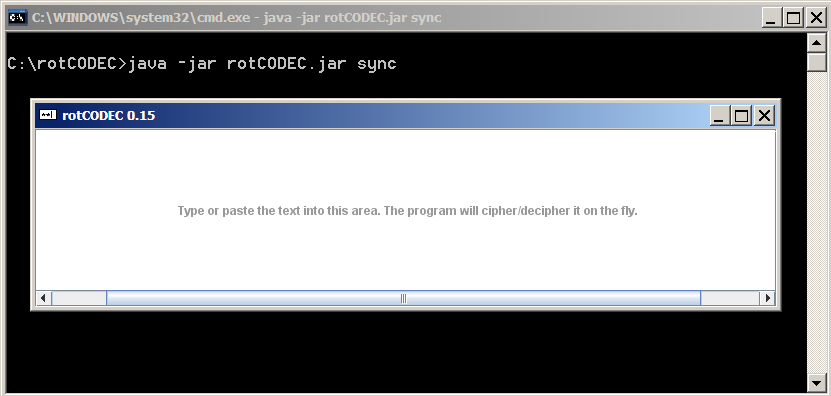 C:\WINDOWS\system32\cmd.exe - java -jar rotCODEC.jar sync
C:\rotCODEC>java -jar rotCODEC.jar sync
rotCODEC 0.15
Type or paste the text into this area. The program will cipher/decipher it on the fly.